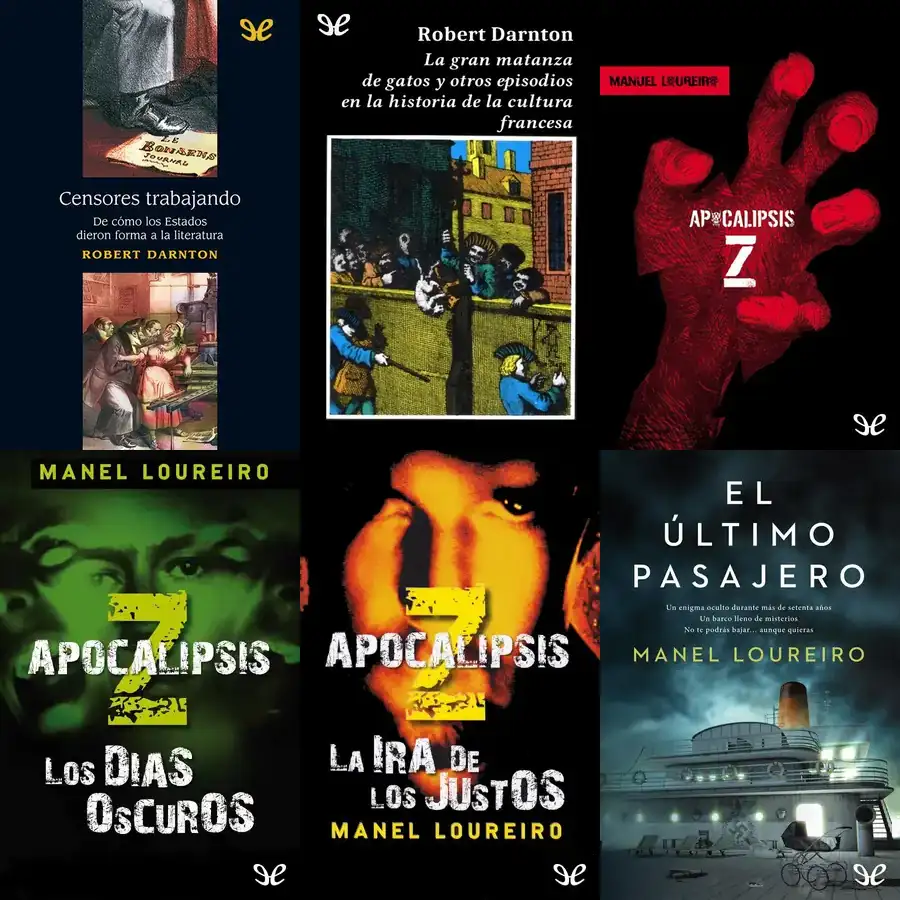 LE
BONSENS
JOURNAL
Censores trabajando
De cómo los Estados
dieron forma a la literatura
ROBERT DARNTON
Robert Darnton
La gran matanza
de gatos y otros episodios
en la historia de la cultura
francesa
MANUEL LOUREIRO
APOCALIPSIS
Z
MANEL LOUREIRO
Z
APOCALIPSIS
LOS DIAS
OSCUROS
Z
APOCALIPSIS
LA IRA DE
LOS JUSTOS
MANEL LOUREIRO
EL
ÚLTIMO
PASAJERO
Un enigma oculto durante más de setenta años
Un barco lleno de misterios
No te podrás bajar... aunque quieras
MANEL LOUREIRO